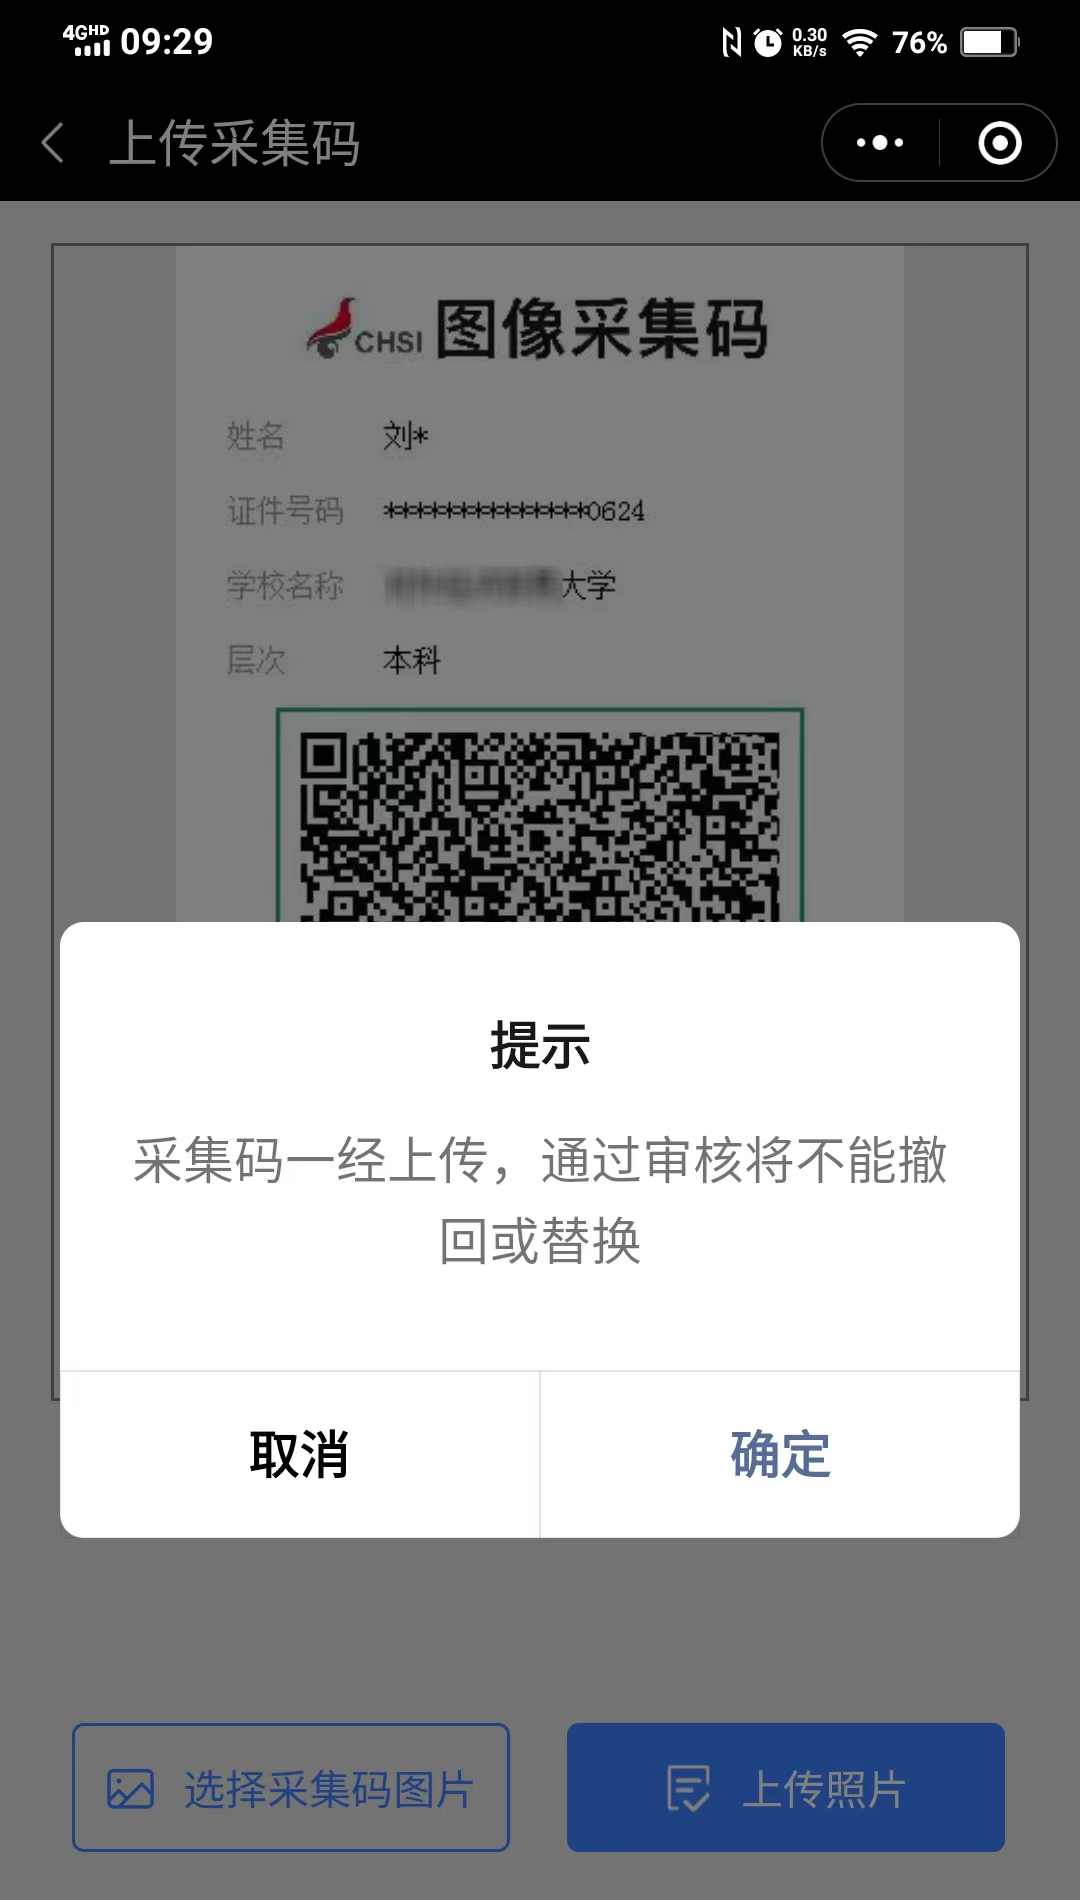 4GHD 09:29 0.30 KB/s 76%
上传采集码
CHSI 图像采集码
姓名 刘*
证件号码 **************0624
学校名称 大学
层次 本科
提示
采集码一经上传，通过审核将不能撤
回或替换
取消 确定
选择采集码图片 上传照片